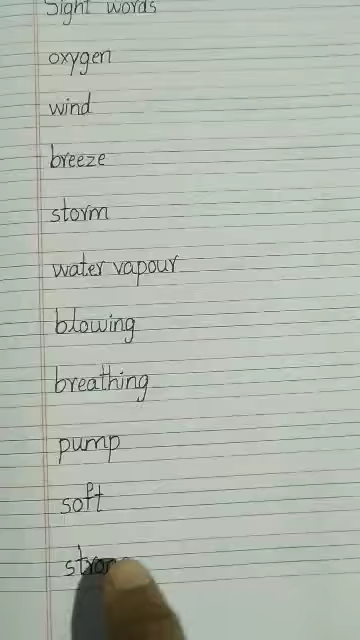 Sight words
oxygen
wind
breeze
storm
water vapour
blowing
breathing
pump
soft